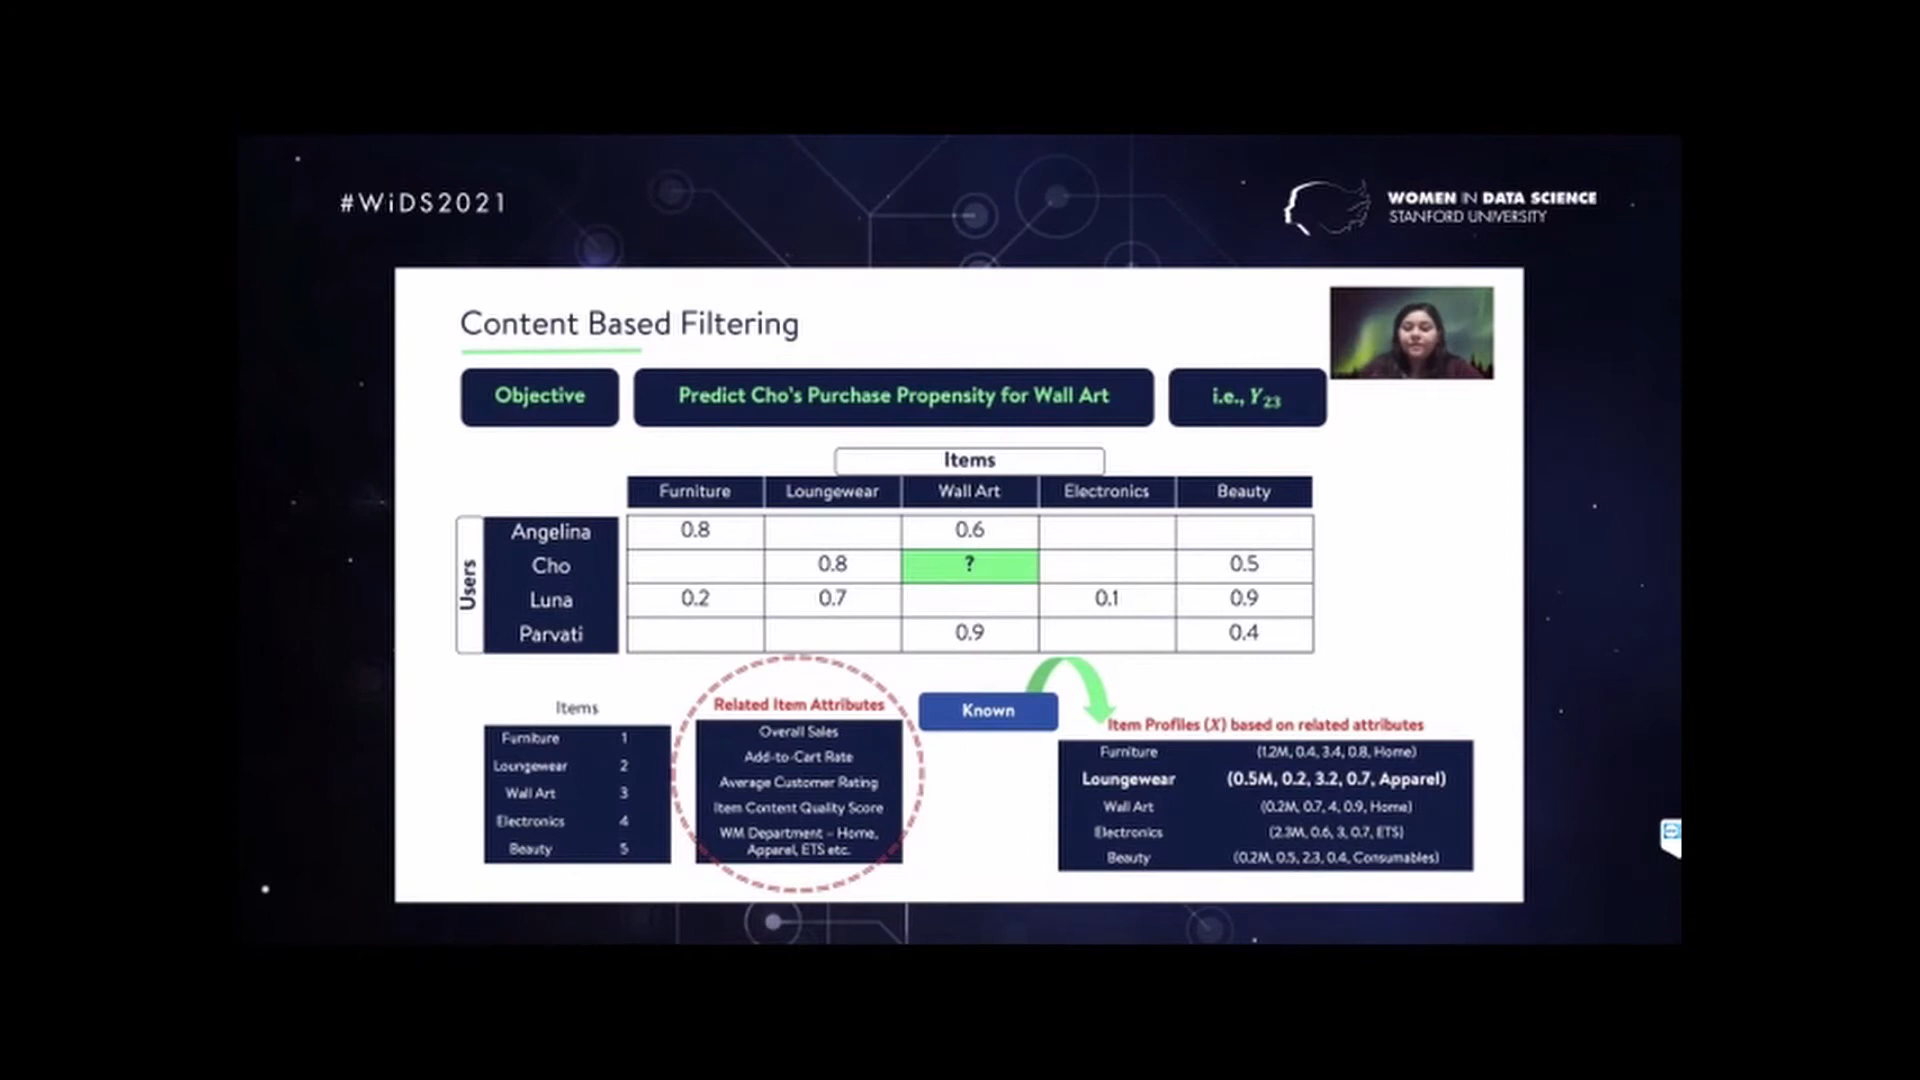 #WiDS2021
WOMEN IN DATA SCIENCE
STANFORD UNIVERSITY
Content Based Filtering
Objective
Predict Cho's Purchase Propensity for Wall Art
i.e., Y23
Items
Furniture Loungewear Wall Art Electronics Beauty
Users
Angelina 0.8 0.6
Cho 0.8 ? 0.5
Luna 0.2 0.7 0.1 0.9
Parvati 0.9 0.4
Items
Furniture 1
Loungewear 2
Wall Art 3
Electronics 4
Beauty 5
Related Item Attributes
Overall Sales
Add-to-Cart Rate
Average Customer Rating
Item Content Quality Score
WM Department – Home,
Apparel, ETS etc.
Known
Item Profiles (X) based on related attributes
Furniture (1.2M, 0.4, 3.4, 0.8, Home)
Loungewear (0.5M, 0.2, 3.2, 0.7, Apparel)
Wall Art (0.2M, 0.7, 4, 0.9, Home)
Electronics (2.3M, 0.6, 3, 0.7, ETS)
Beauty (0.2M, 0.5, 2.3, 0.4, Consumables)